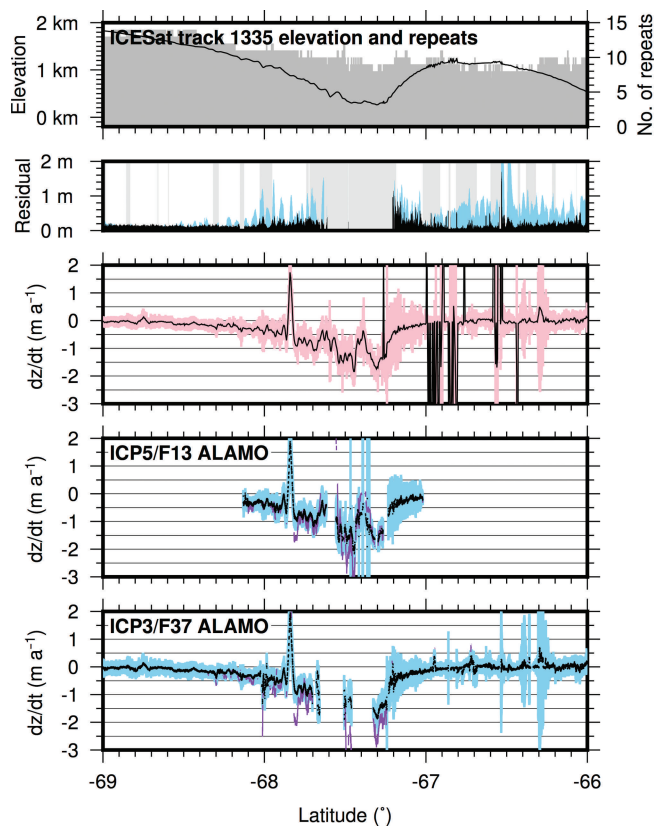 ICESat track 1335 elevation and repeats
2 km
1 km
0 km
Elevation
15
10
5
0
No. of repeats
2 m
1 m
0 m
Residual
2
1
0
-1
-2
-3
dz/dt (m a⁻¹)
ICP5/F13 ALAMO
2
1
0
-1
-2
-3
dz/dt (m a⁻¹)
ICP3/F37 ALAMO
2
1
0
-1
-2
-3
dz/dt (m a⁻¹)
-69 -68 -67 -66
Latitude (°)